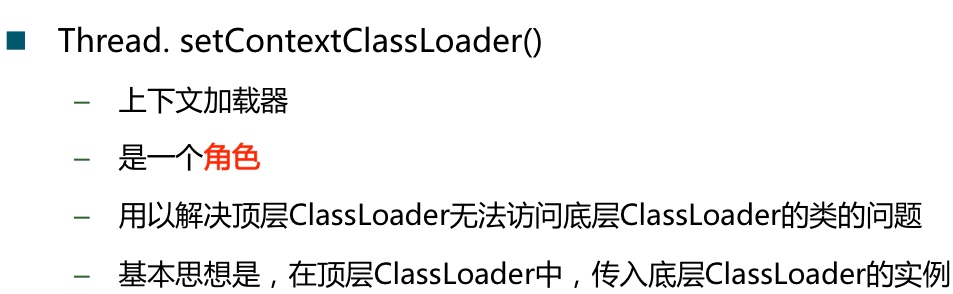 Thread. setContextClassLoader()
– 上下文加载器
– 是一个角色
– 用以解决顶层ClassLoader无法访问底层ClassLoader的类的问题
– 基本思想是，在顶层ClassLoader中，传入底层ClassLoader的实例